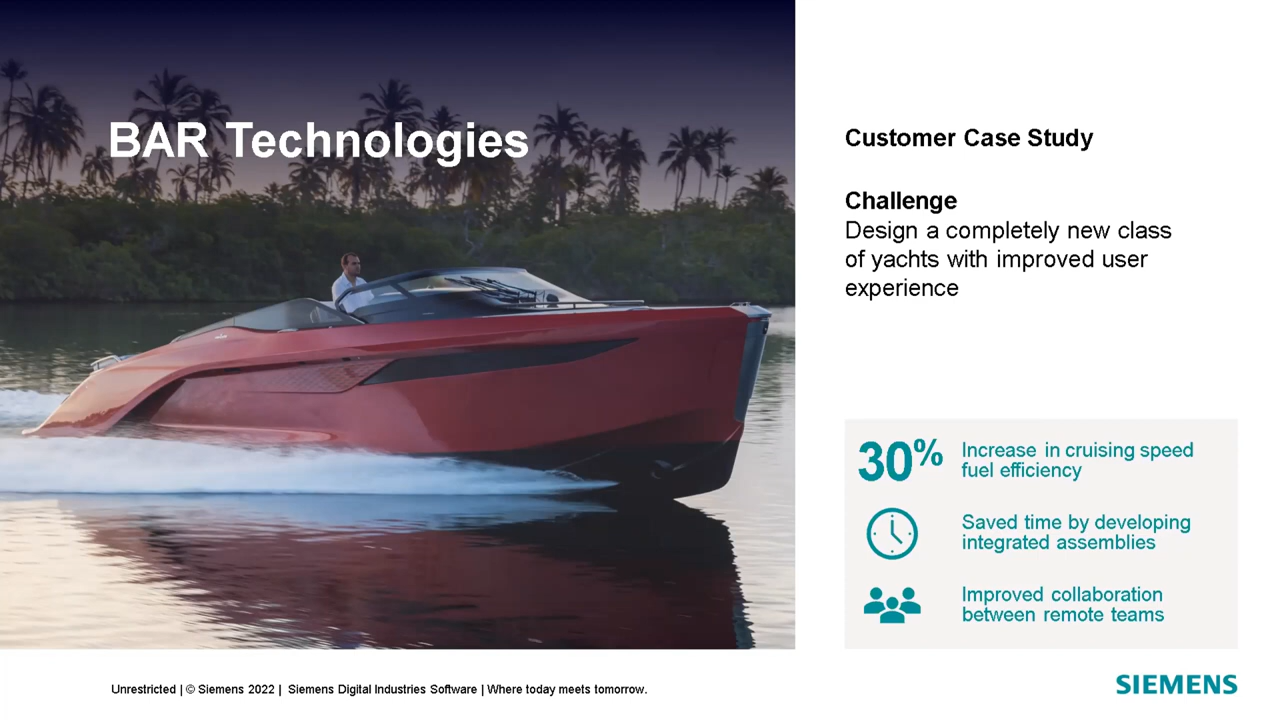 BAR Technologies
Customer Case Study
Challenge
Design a completely new class
of yachts with improved user
experience
30%
Increase in cruising speed
fuel efficiency
Saved time by developing
integrated assemblies
Improved collaboration
between remote teams
Unrestricted | © Siemens 2022 | Siemens Digital Industries Software | Where today meets tomorrow.
SIEMENS